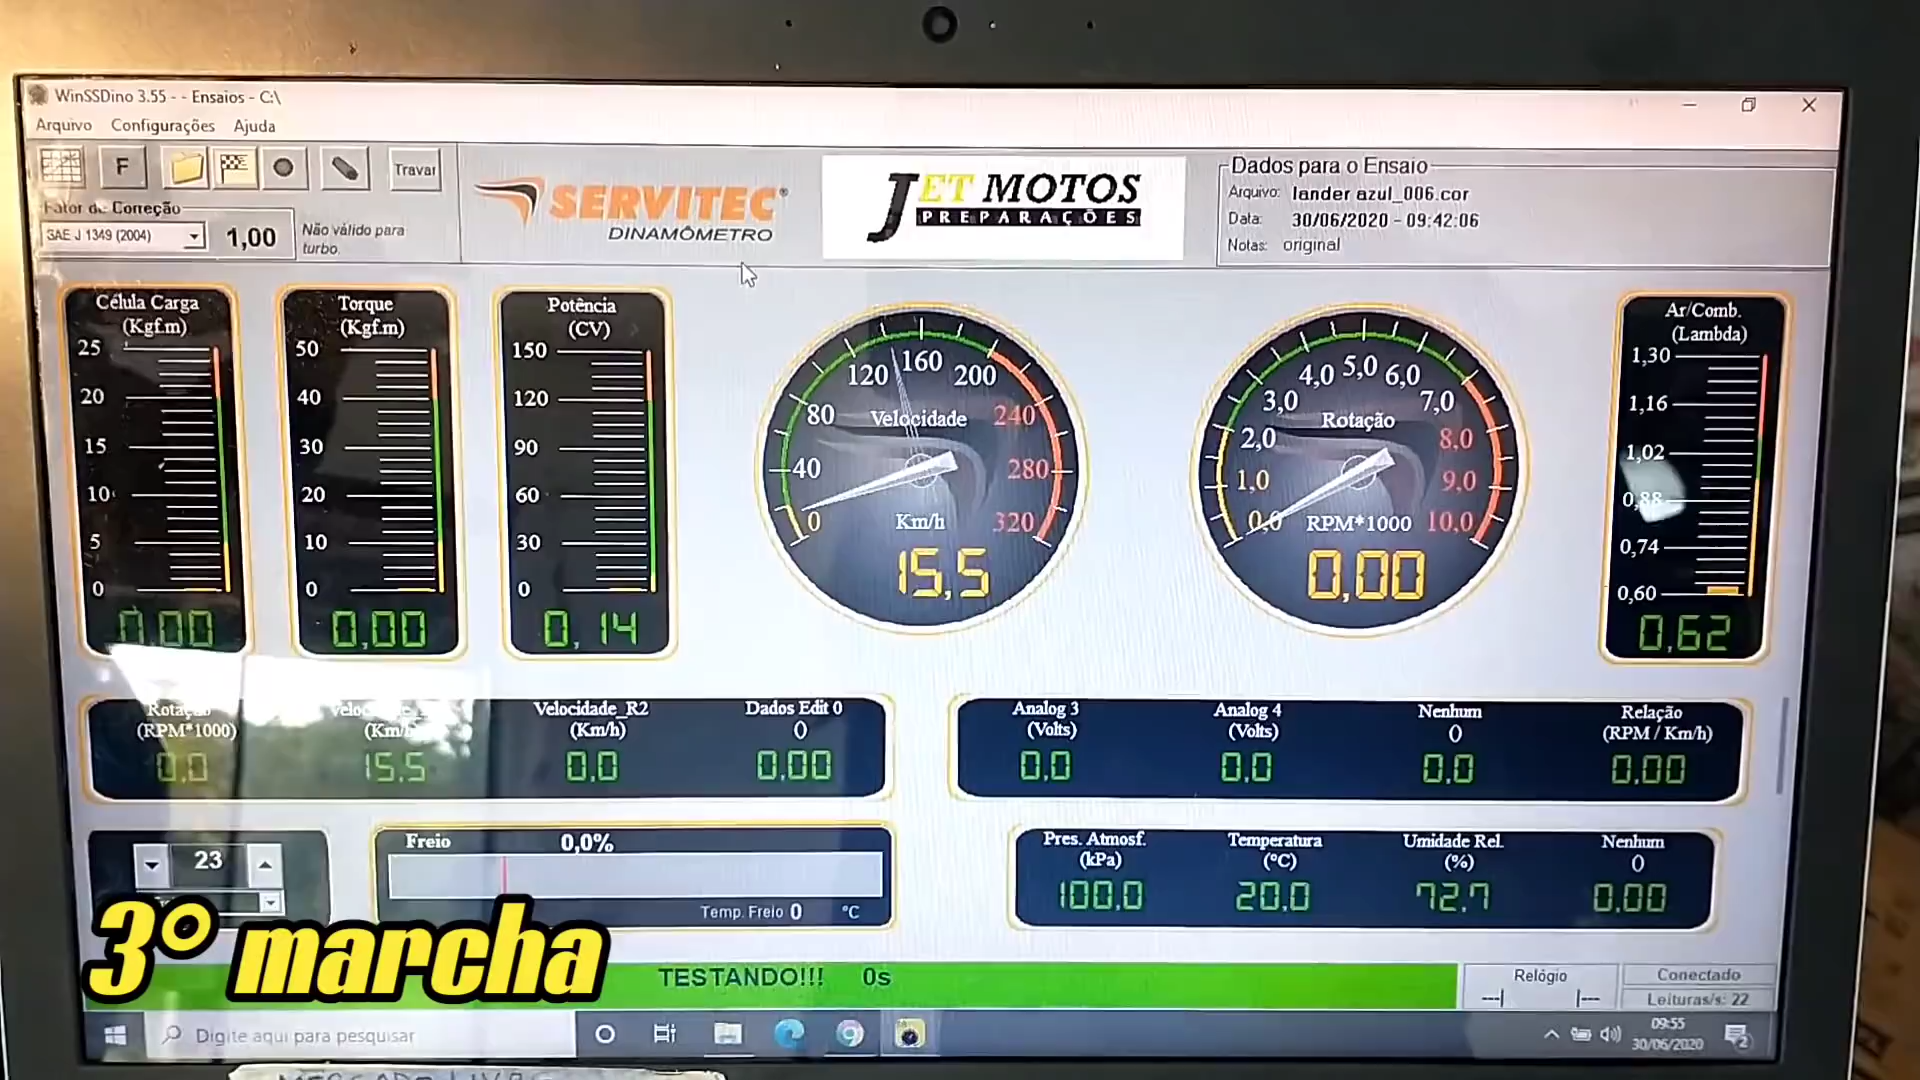 WinSSDino 3.55 - - Ensaios - C:\
Arquivo Configurações Ajuda
F Travar
Fator de Correção
SAE J 1349 (2004) 1,00
Não válido para
turbo.
SERVITEC®
DINAMÔMETRO
JET MOTOS
PREPARAÇÕES
Dados para o Ensaio
Arquivo: lander azul_006.cor
Data: 30/06/2020 - 09:42:06
Notas: original
Célula Carga
(Kgf.m)
25
20
15
10
5
0
0,00
Torque
(Kgf.m)
50
40
30
20
10
0
0,00
Potência
(CV)
150
120
90
60
30
0
0,14
0 40 80 120 160 200 240 280 320
Velocidade
Km/h
15,5
0,0 1,0 2,0 3,0 4,0 5,0 6,0 7,0 8,0 9,0 10,0
Rotação
RPM*1000
0,00
Ar/Comb.
(Lambda)
1,30
1,16
1,02
0,88
0,74
0,60
0,62
Rotação
(RPM*1000)
0,0
(Km/h)
15,5
Velocidade_R2
(Km/h)
0,0
Dados Edit 0
()
0,00
Analog 3
(Volts)
0,0
Analog 4
(Volts)
0,0
Nenhum
()
0,0
Relação
(RPM / Km/h)
0,00
23
Freio 0,0%
Temp. Freio 0 °C
Pres. Atmosf.
(kPa)
100,0
Temperatura
(°C)
20,0
Umidade Rel.
(%)
72,7
Nenhum
()
0,00
3º marcha
TESTANDO!!! 0s
Relógio
--| |--
Conectado
Leituras/s: 22
Digite aqui para pesquisar
09:55
30/06/2020
2